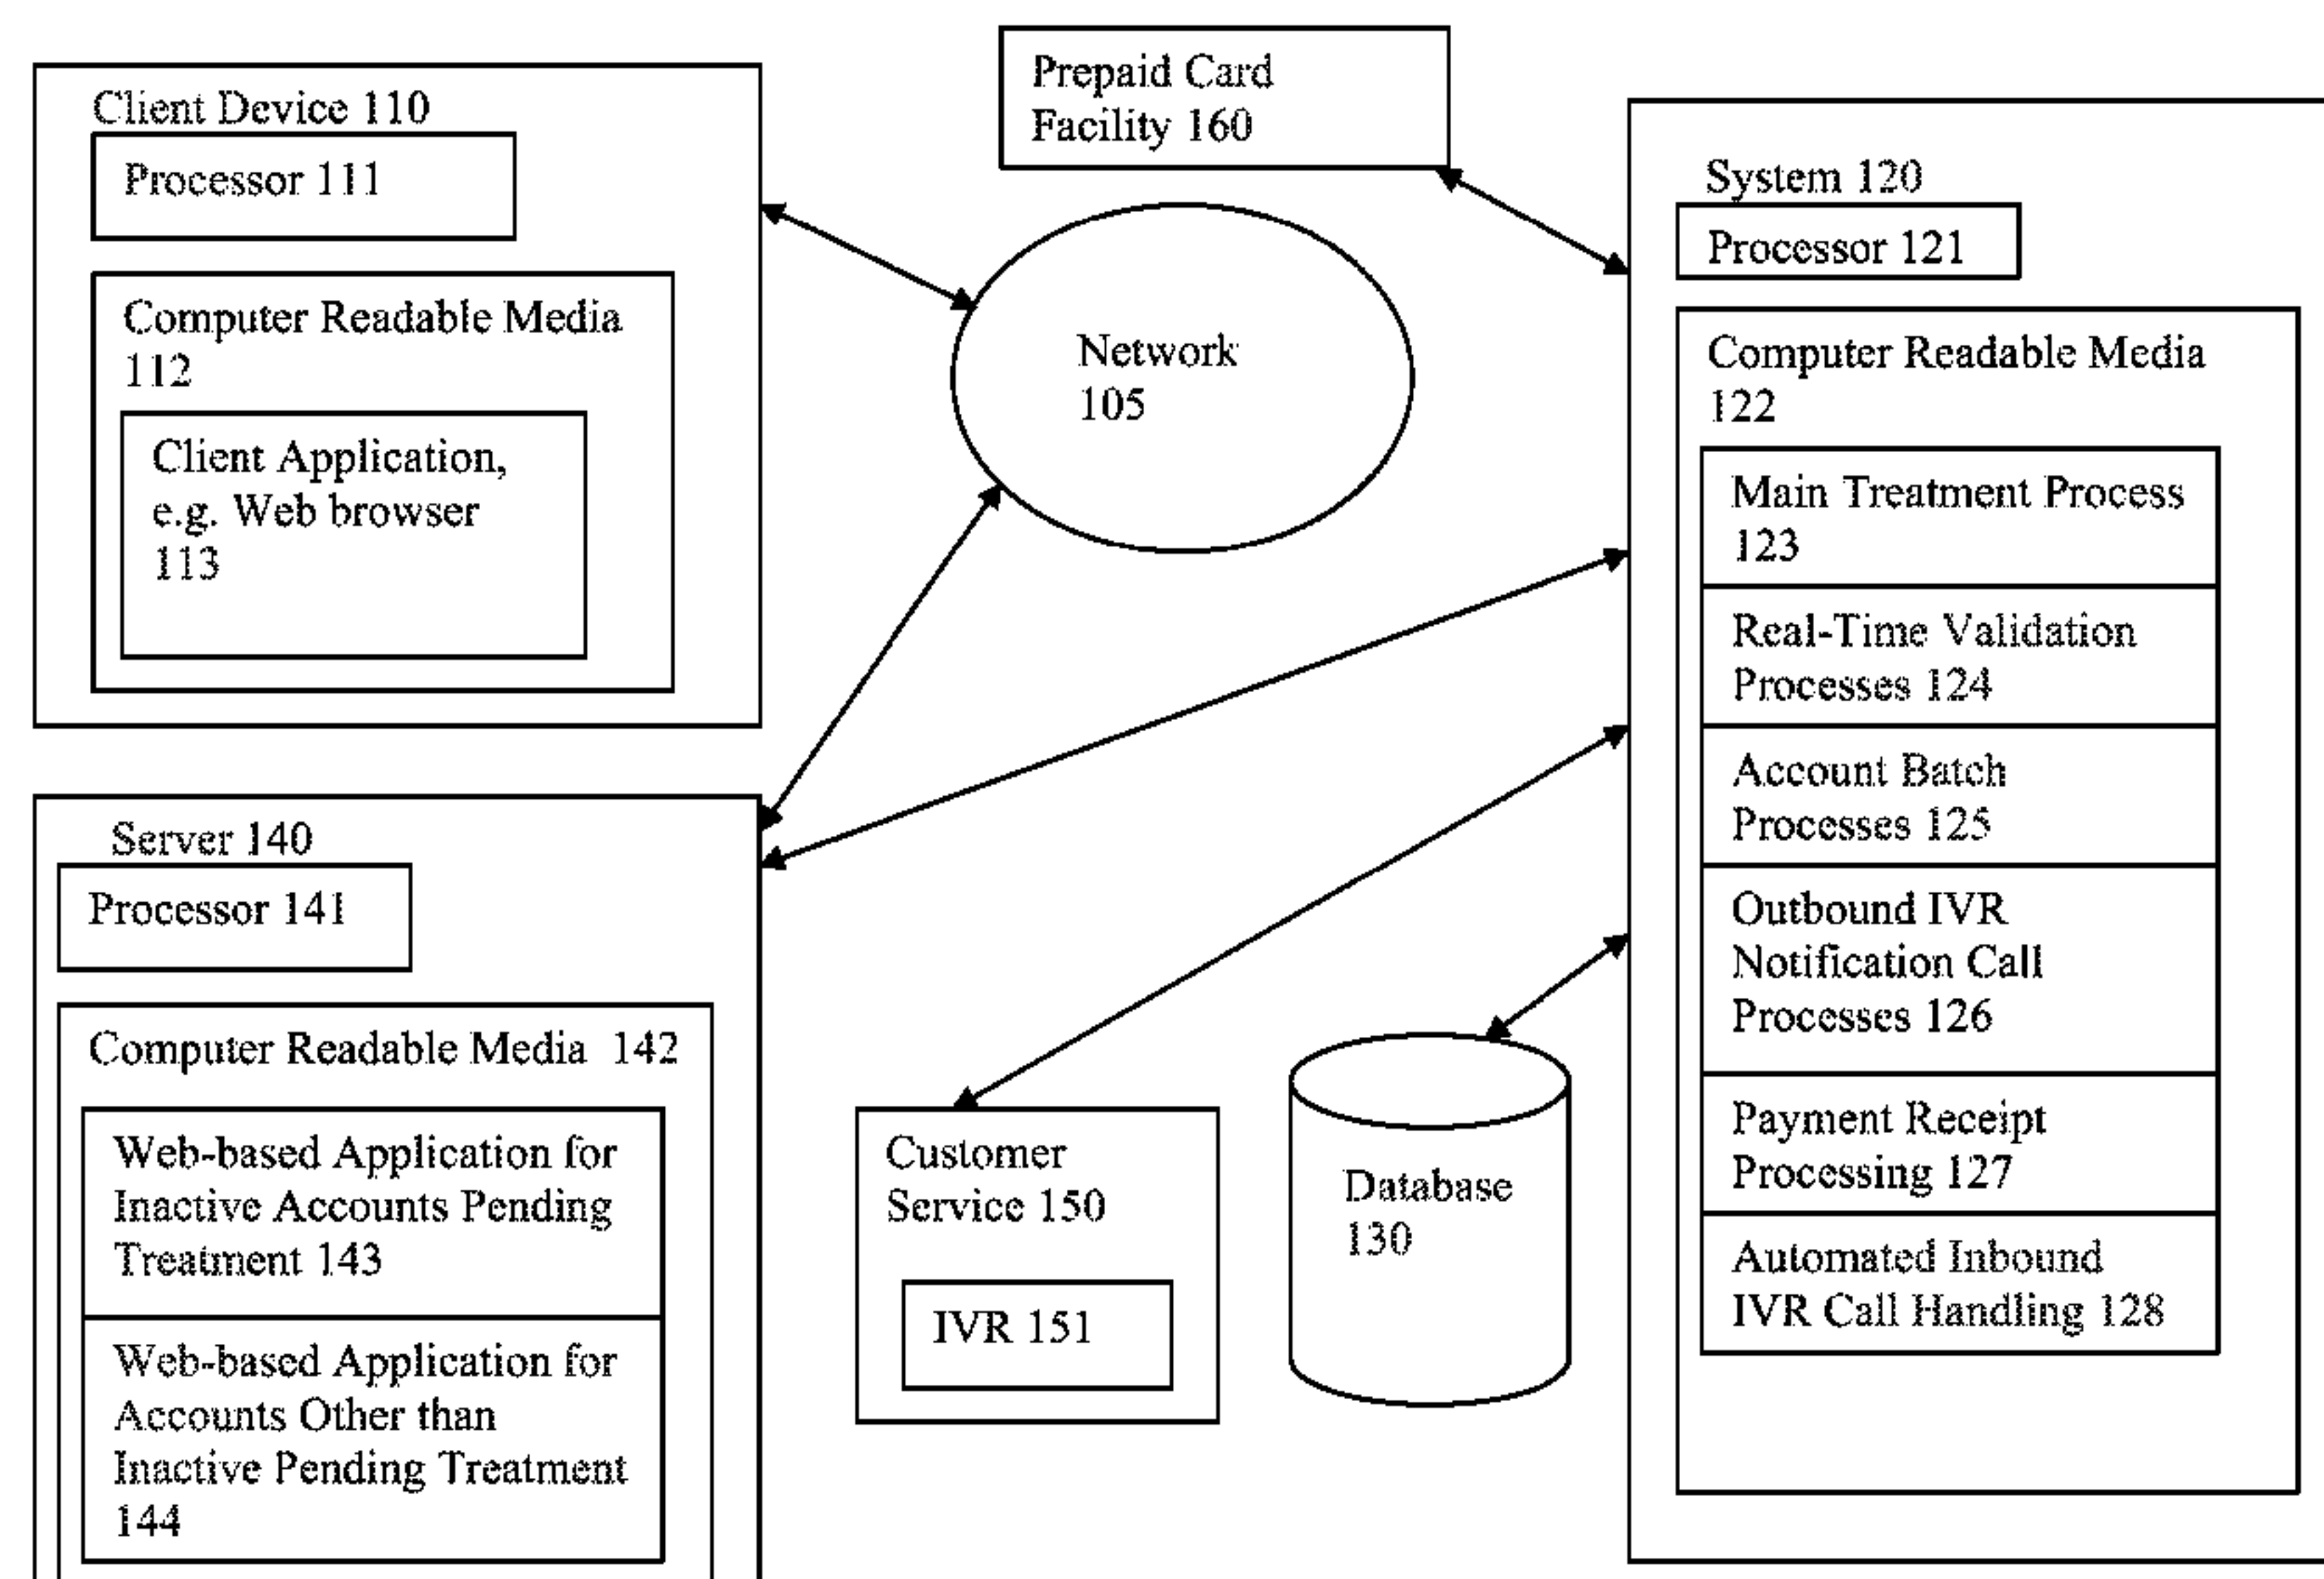 Client Device 110
Processor 111
Computer Readable Media
112
Client Application,
e.g. Web browser
113
Prepaid Card
Facility 160
Network
105
System 120
Processor 121
Computer Readable Media
122
Main Treatment Process
123
Real-Time Validation
Processes 124
Account Batch
Processes 125
Outbound IVR
Notification Call
Processes 126
Payment Receipt
Processing 127
Automated Inbound
IVR Call Handling 128
Server 140
Processor 141
Computer Readable Media 142
Web-based Application for
Inactive Accounts Pending
Treatment 143
Web-based Application for
Accounts Other than
Inactive Pending Treatment
144
Customer
Service 150
IVR 151
Database
130